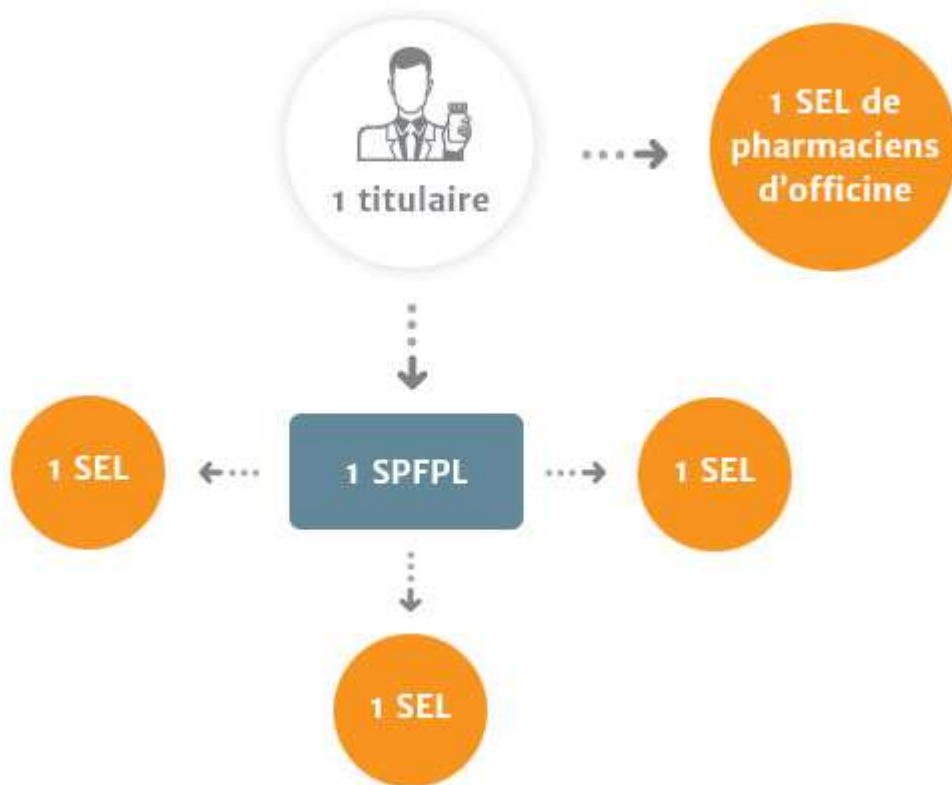 1 titulaire
1 SEL de
pharmaciens
d'officine
1 SEL
1 SPFPL
1 SEL
1 SEL